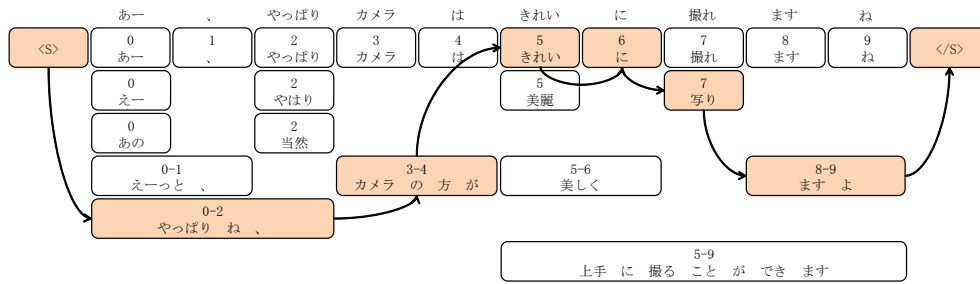 あー 、 やっぱり カメラ は きれい に 撮れ ます ね
<S> 0 1 2 3 4 5 6 7 8 9 </S>
あー 、 やっぱり カメラ は きれい に 撮れ ます ね
0 2 5 7
えー やはり 美麗 写り
0 2
あの 当然
0-1 3-4 5-6 8-9
えーっと 、 カメラ の 方 が 美しく ます よ
0-2
やっぱり ね 、
5-9
上手 に 撮る こと が でき ます